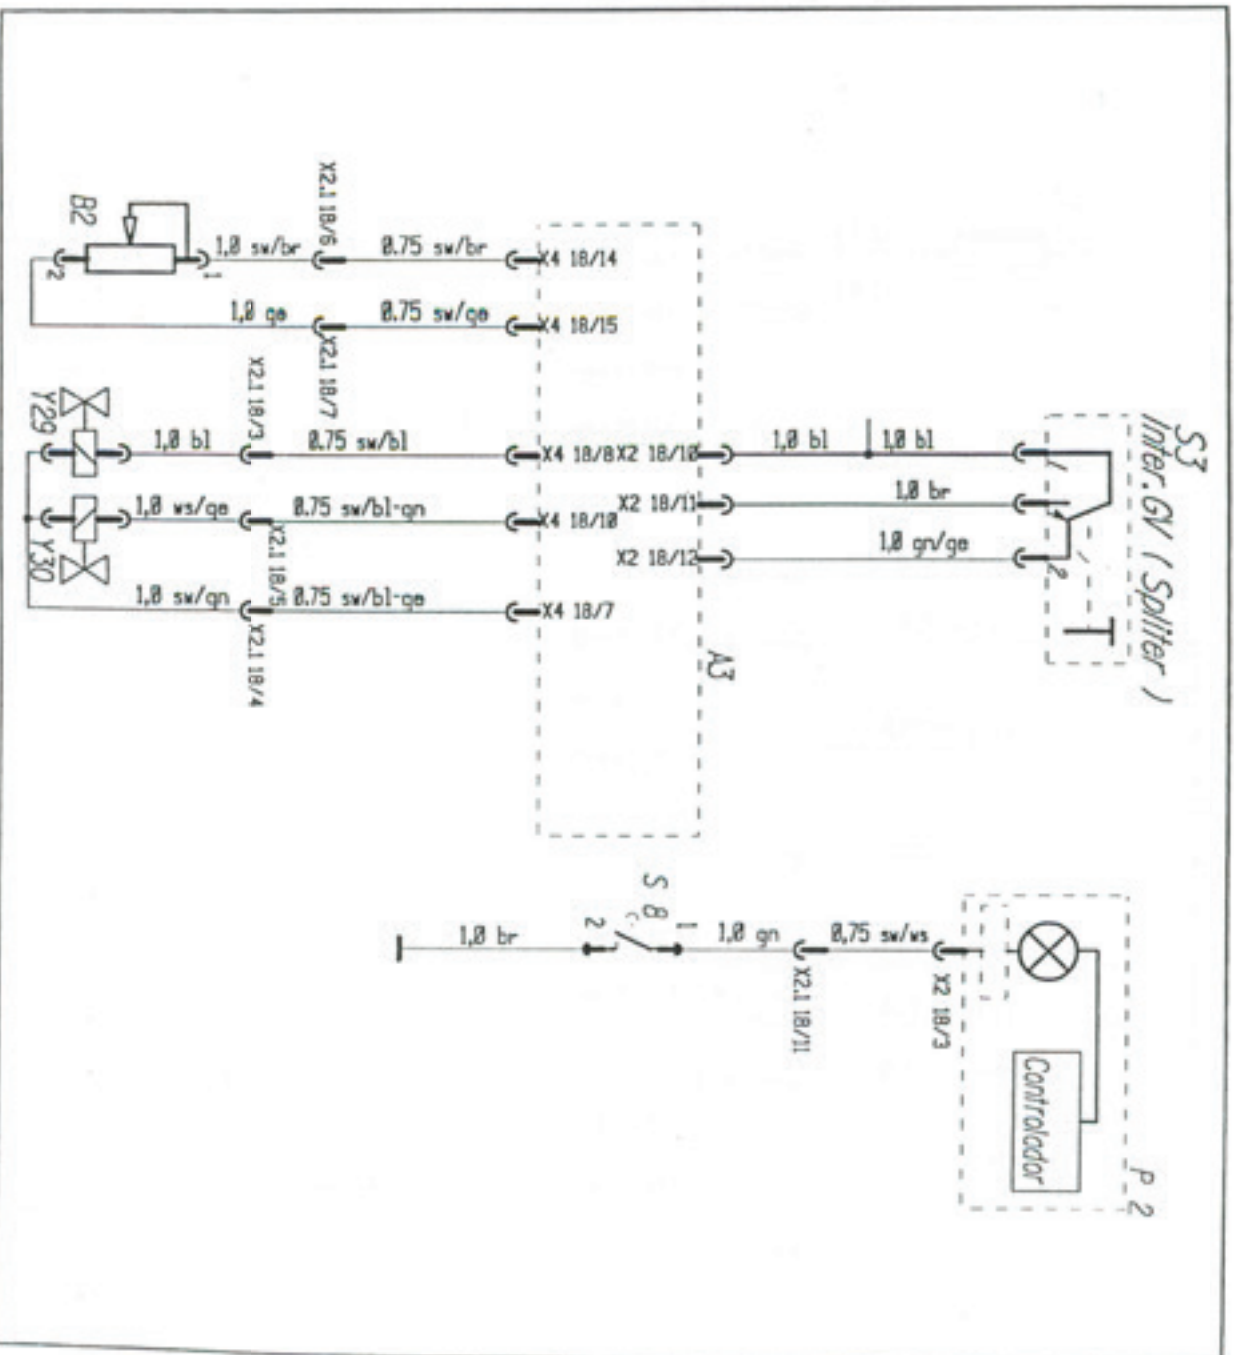 S3
Inter.GV ( Spliter )
X2.1 18/6
B2
1,0 sw/br
0.75 sw/br
X4 18/14
2
1
1,0 ge
0.75 sw/ge
X4 18/15
X2.1 18/7
X2.1 18/3
Y29
1,0 bl
0.75 sw/bl
X4 18/8
X2 18/10
1,0 bl
1,0 bl
1
1,0 ws/ge
0.75 sw/bl-gn
X4 18/10
X2 18/11
1,0 br
Y30
X2.1 18/5
X2 18/12
1,0 gn/ge
2
1,0 sw/gn
0.75 sw/bl-ge
X4 18/7
X2.1 18/4
A3
S 8
2
1
1,0 br
1,0 gn
0,75 sw/ws
X2.1 18/11
X2 18/3
Controlador
P 2